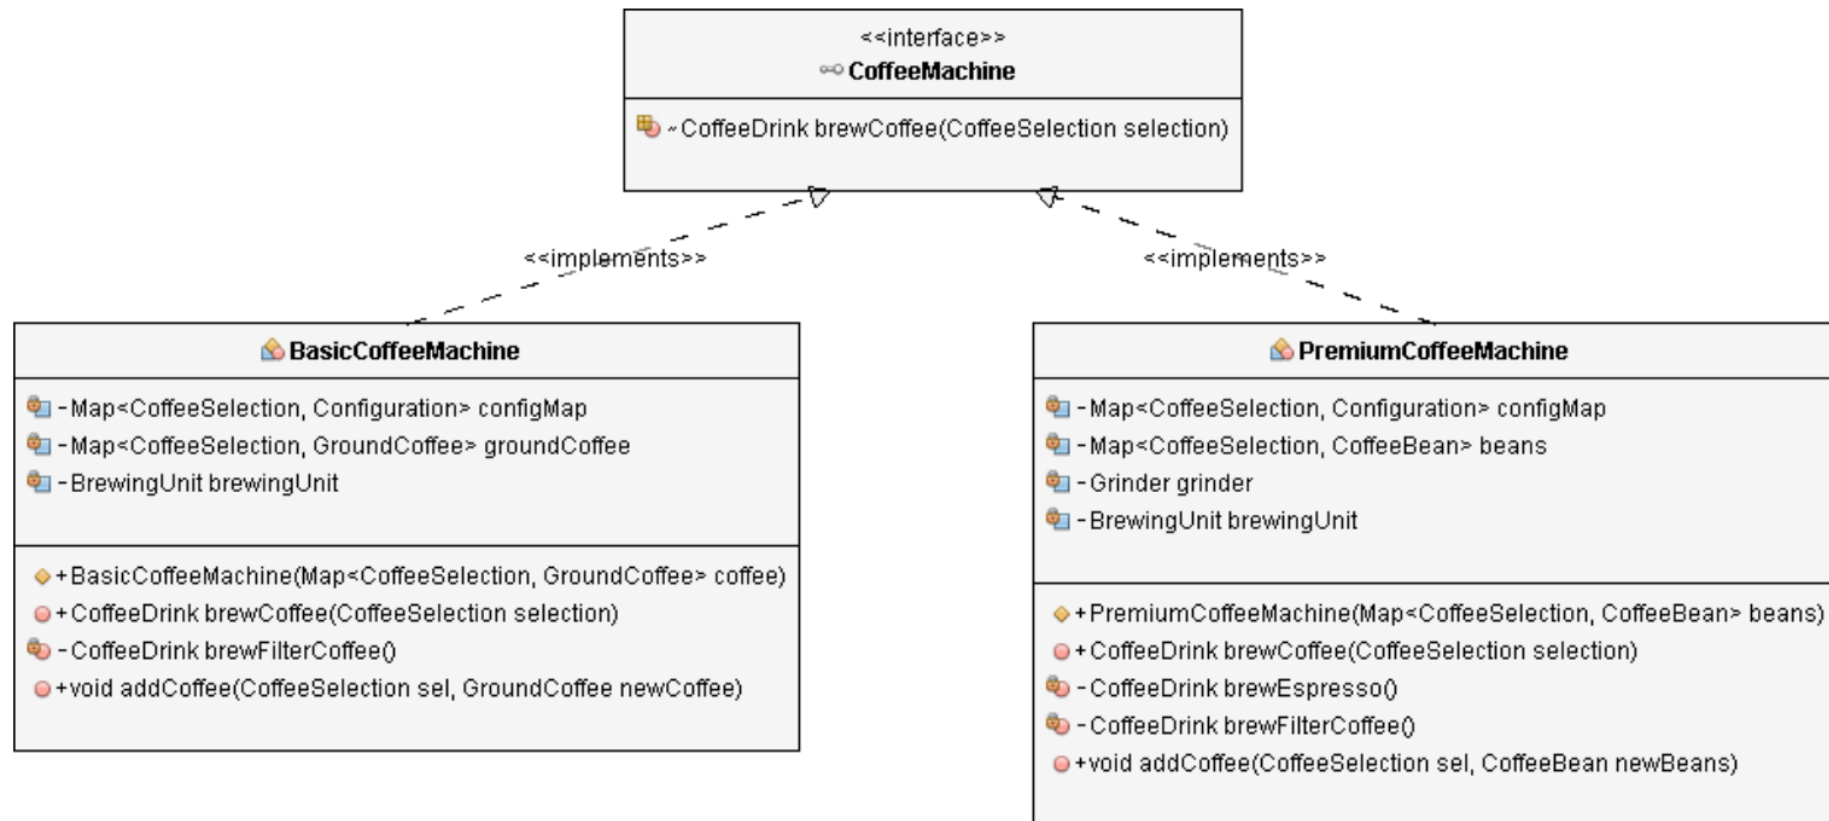 <<interface>>
CoffeeMachine
~CoffeeDrink brewCoffee(CoffeeSelection selection)
<<implements>>
<<implements>>
BasicCoffeeMachine
-Map<CoffeeSelection, Configuration> configMap
-Map<CoffeeSelection, GroundCoffee> groundCoffee
-BrewingUnit brewingUnit
+BasicCoffeeMachine(Map<CoffeeSelection, GroundCoffee> coffee)
+CoffeeDrink brewCoffee(CoffeeSelection selection)
-CoffeeDrink brewFilterCoffee()
+void addCoffee(CoffeeSelection sel, GroundCoffee newCoffee)
PremiumCoffeeMachine
-Map<CoffeeSelection, Configuration> configMap
-Map<CoffeeSelection, CoffeeBean> beans
-Grinder grinder
-BrewingUnit brewingUnit
+PremiumCoffeeMachine(Map<CoffeeSelection, CoffeeBean> beans)
+CoffeeDrink brewCoffee(CoffeeSelection selection)
-CoffeeDrink brewEspresso()
-CoffeeDrink brewFilterCoffee()
+void addCoffee(CoffeeSelection sel, CoffeeBean newBeans)